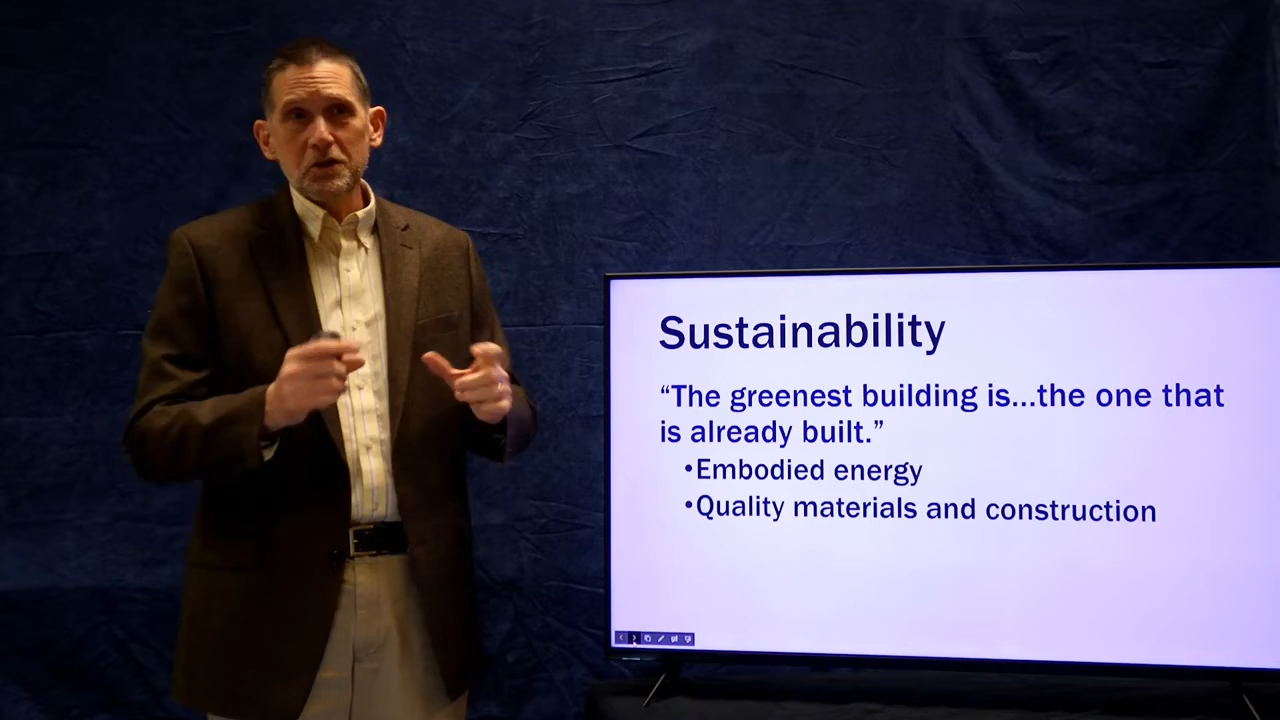 Sustainability
“The greenest building is...the one that
is already built.”
•Embodied energy
•Quality materials and construction